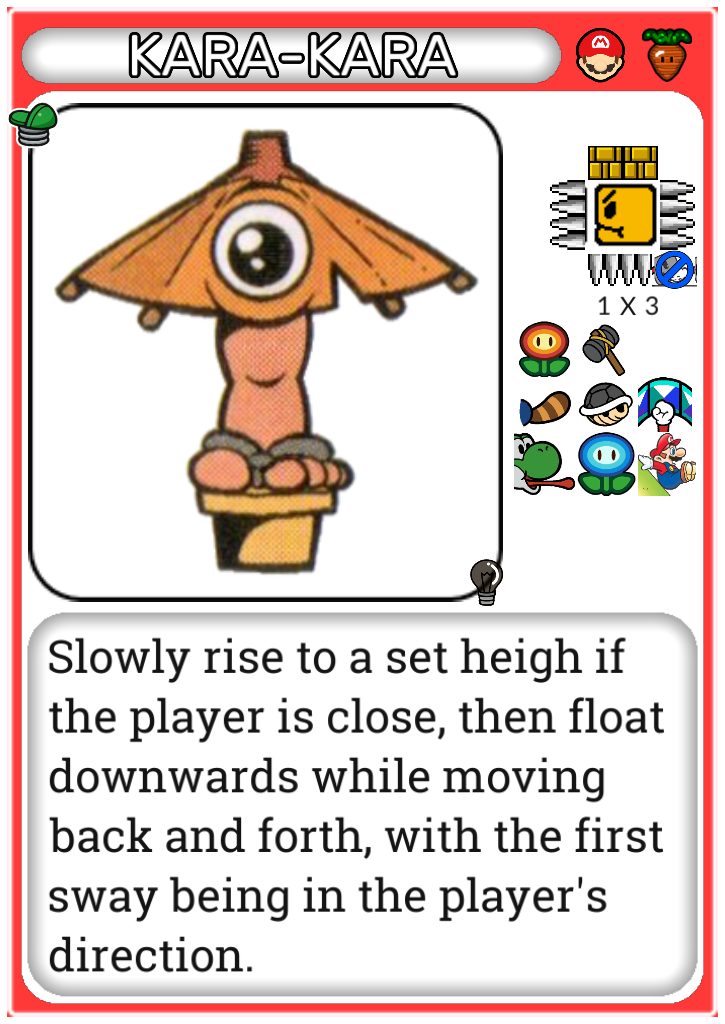 KARA-KARA
M
1 X 3
Slowly rise to a set heigh if
the player is close, then float
downwards while moving
back and forth, with the first
sway being in the player's
direction.